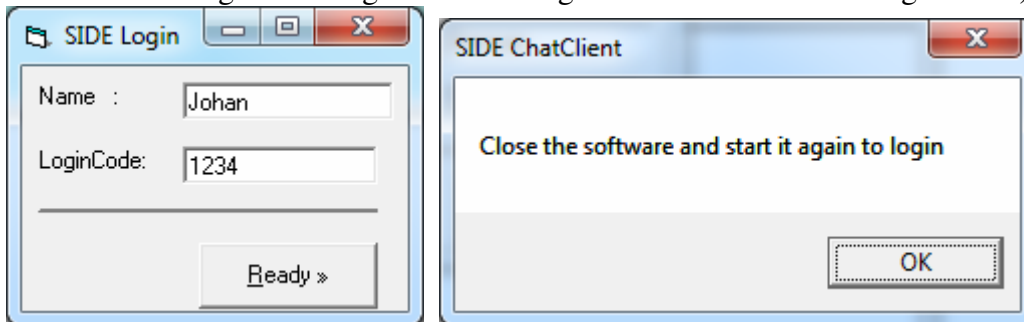 SIDE Login
Name :
Johan
LoginCode:
1234
Ready »
SIDE ChatClient
Close the software and start it again to login
OK